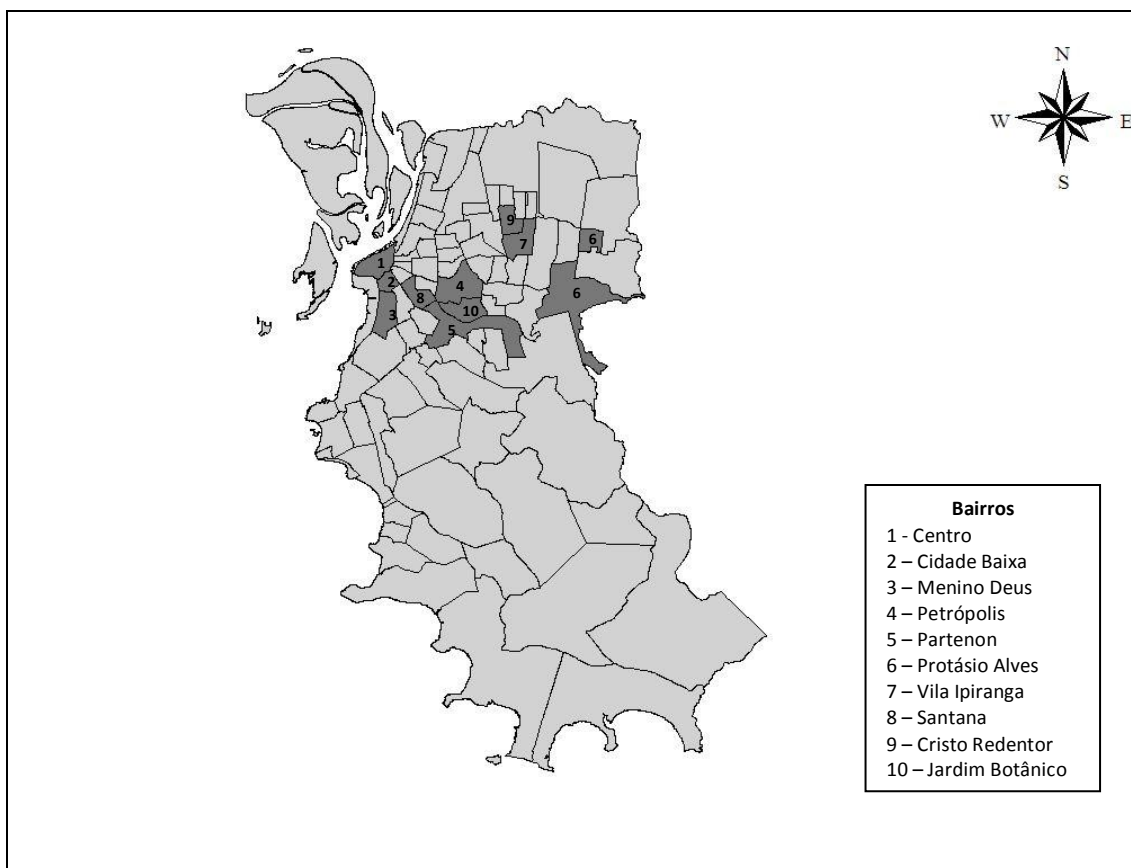 N
W E
S
9
7
6
1
2
4
6
8
10
3
5
Bairros
1 - Centro
2 – Cidade Baixa
3 – Menino Deus
4 – Petrópolis
5 – Partenon
6 – Protásio Alves
7 – Vila Ipiranga
8 – Santana
9 – Cristo Redentor
10 – Jardim Botânico